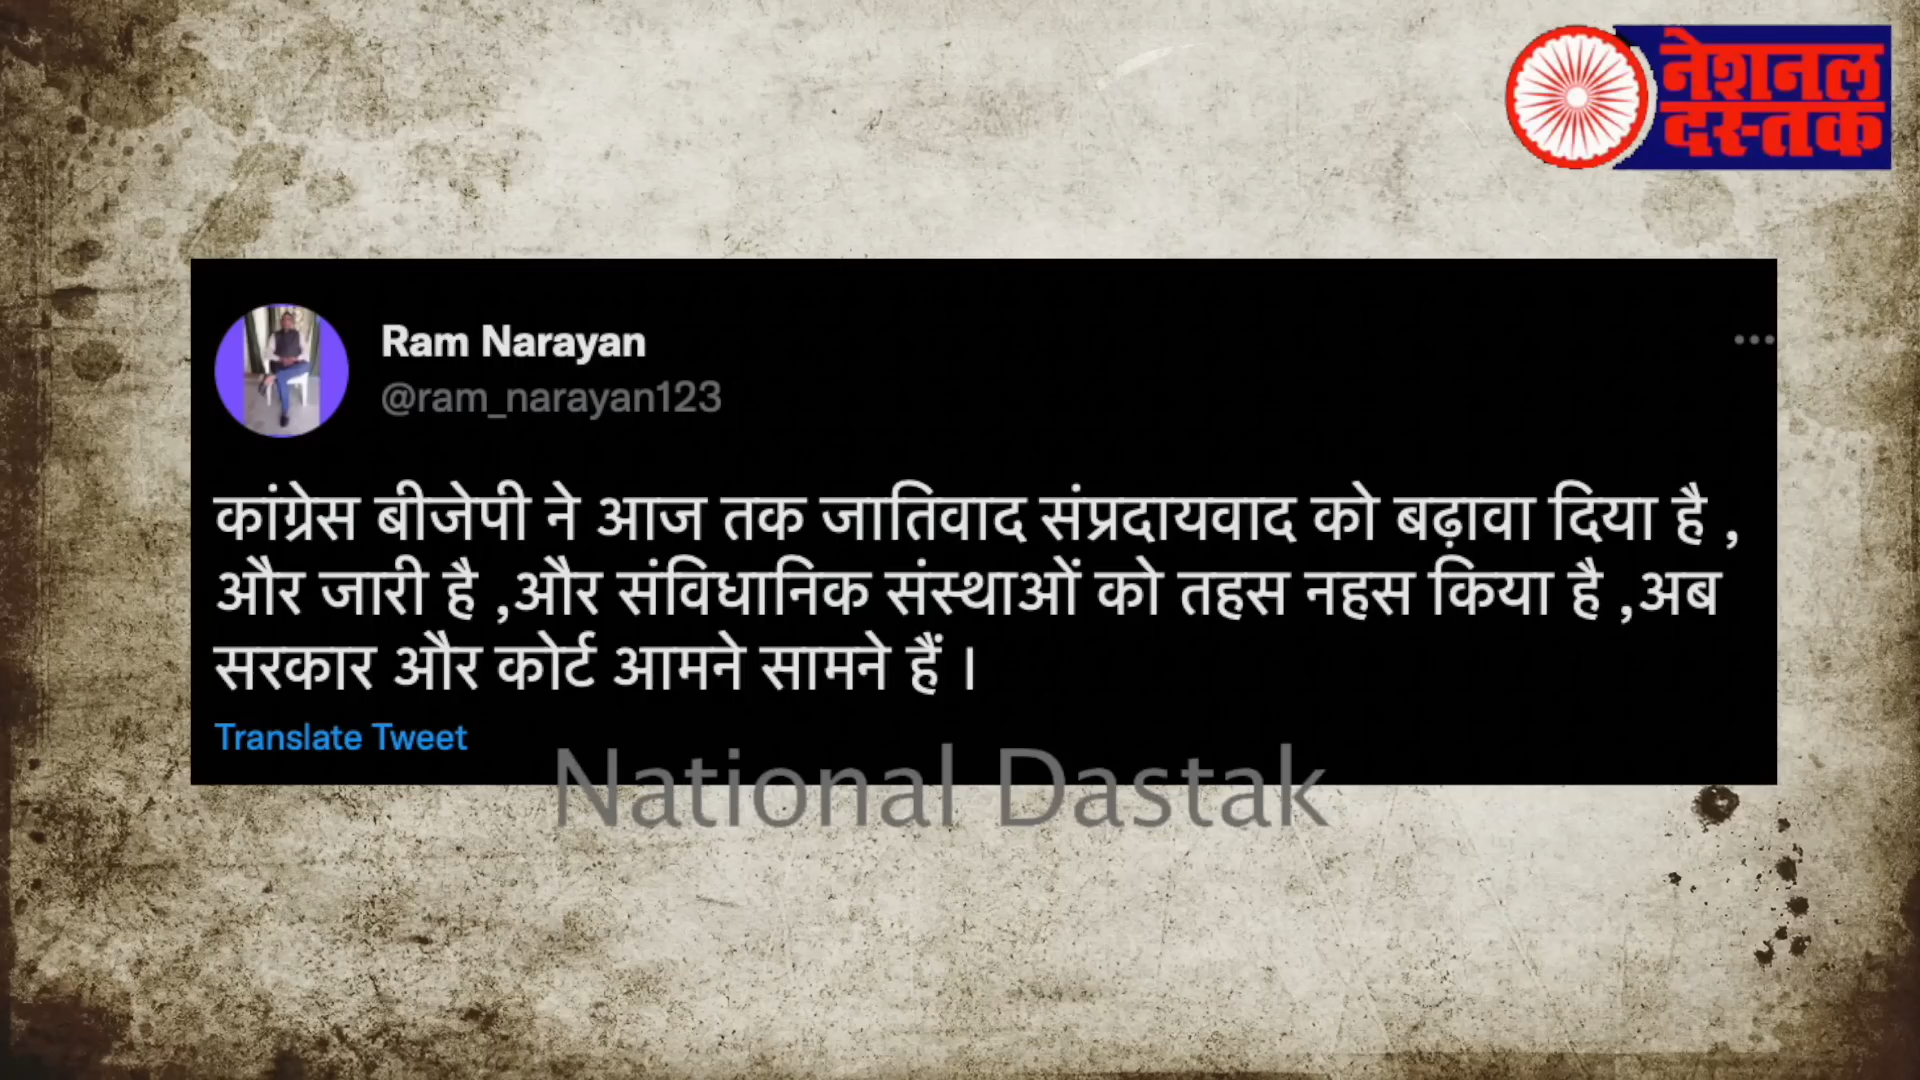 नेशनल
दस्तक
Ram Narayan
@ram_narayan123
कांग्रेस बीजेपी ने आज तक जातिवाद संप्रदायवाद को बढ़ावा दिया है ,
और जारी है ,और संविधानिक संस्थाओं को तहस नहस किया है ,अब
सरकार और कोर्ट आमने सामने हैं ।
Translate Tweet
National Dastak